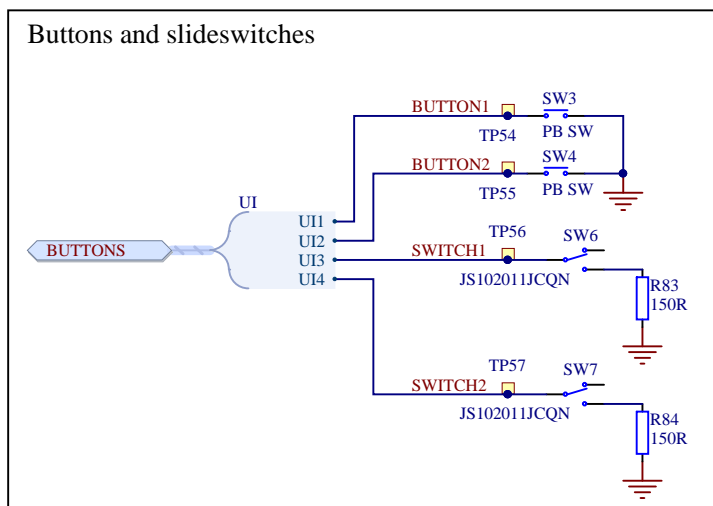 Buttons and slideswitches
BUTTON1
SW3
TP54
PB SW
BUTTON2
SW4
TP55
PB SW
UI
UI1
UI2
UI3
UI4
BUTTONS
SWITCH1
TP56
SW6
JS102011JCQN
R83
150R
TP57
SW7
SWITCH2
JS102011JCQN
R84
150R